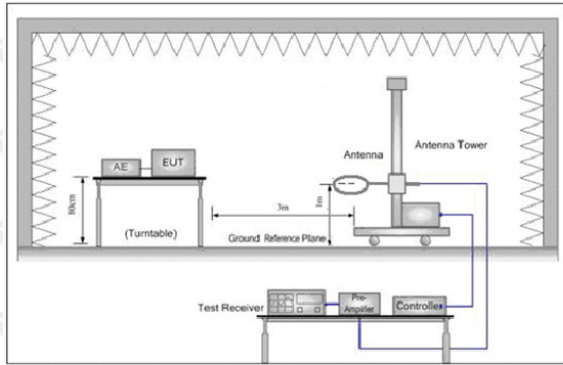 AE
EUT
Antenna
Antenna Tower
80cm
3m
1m
(Turntable)
Ground Reference Plane
Test Receiver
Pre-
Amplifier
Controller